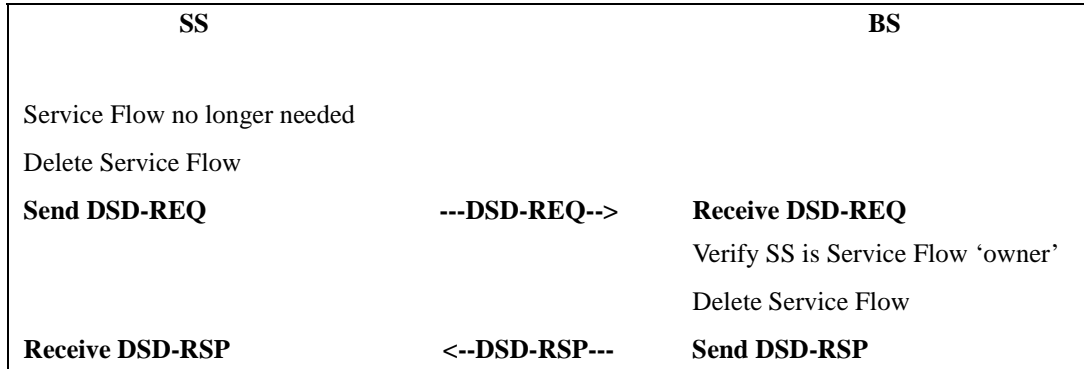 SS BS
Service Flow no longer needed
Delete Service Flow
Send DSD-REQ ---DSD-REQ--> Receive DSD-REQ
Verify SS is Service Flow ‘owner’
Delete Service Flow
Receive DSD-RSP <--DSD-RSP--- Send DSD-RSP